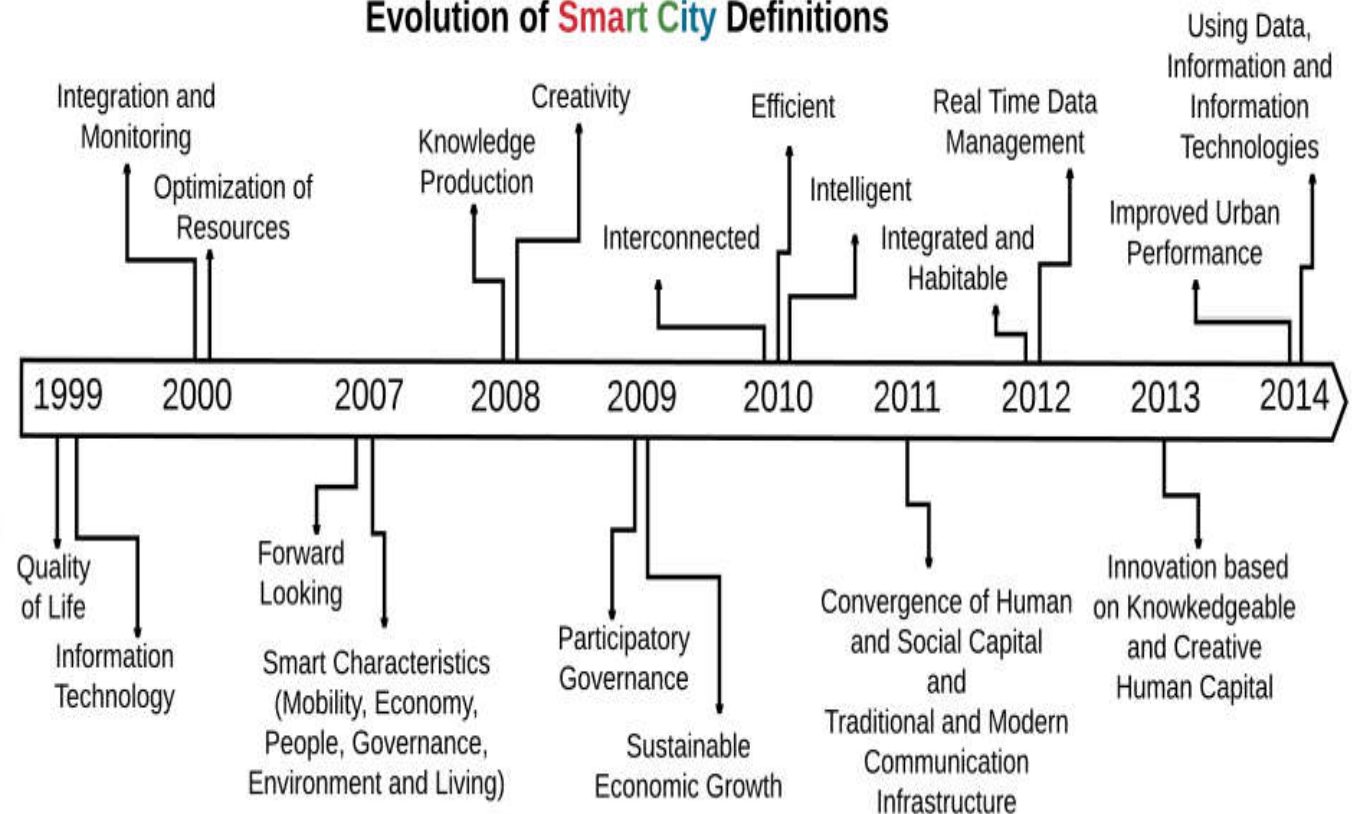 Evolution of Smart City Definitions
Integration and
Monitoring
Optimization of
Resources
Knowledge
Production
Creativity
Interconnected
Efficient
Intelligent
Integrated and
Habitable
Real Time Data
Management
Improved Urban
Performance
Using Data,
Information and
Information
Technologies
1999 2000 2007 2008 2009 2010 2011 2012 2013 2014
Quality
of Life
Information
Technology
Forward
Looking
Smart Characteristics
(Mobility, Economy,
People, Governance,
Environment and Living)
Participatory
Governance
Sustainable
Economic Growth
Convergence of Human
and Social Capital
and
Traditional and Modern
Communication
Infrastructure
Innovation based
on Knowkedgeable
and Creative
Human Capital